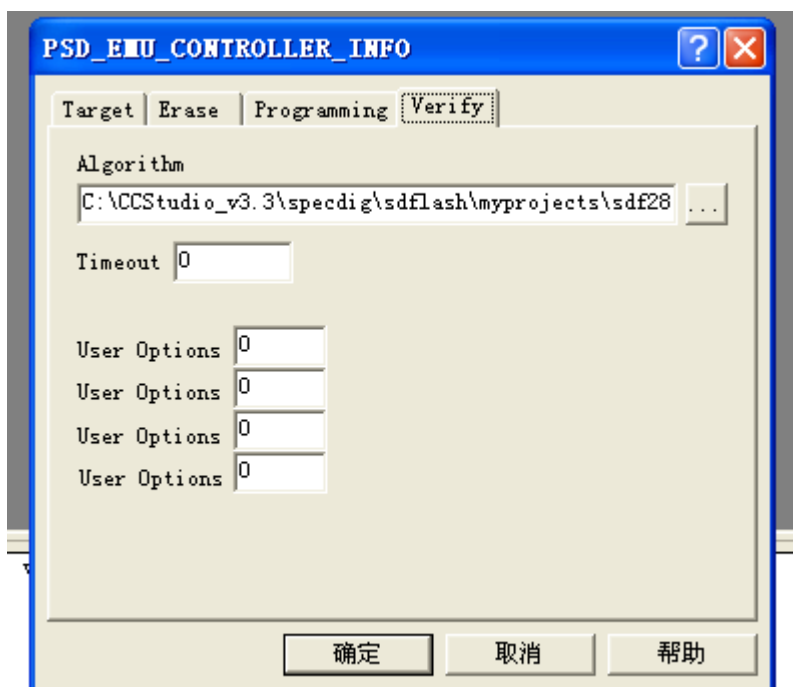 PSD_EMU_CONTROLLER_INFO
Target Erase Programming Verify
Algorithm
C:\CCStudio_v3.3\specdig\sdflash\myprojects\sdf28 ...
Timeout 0
User Options 0
User Options 0
User Options 0
User Options 0
确定 取消 帮助